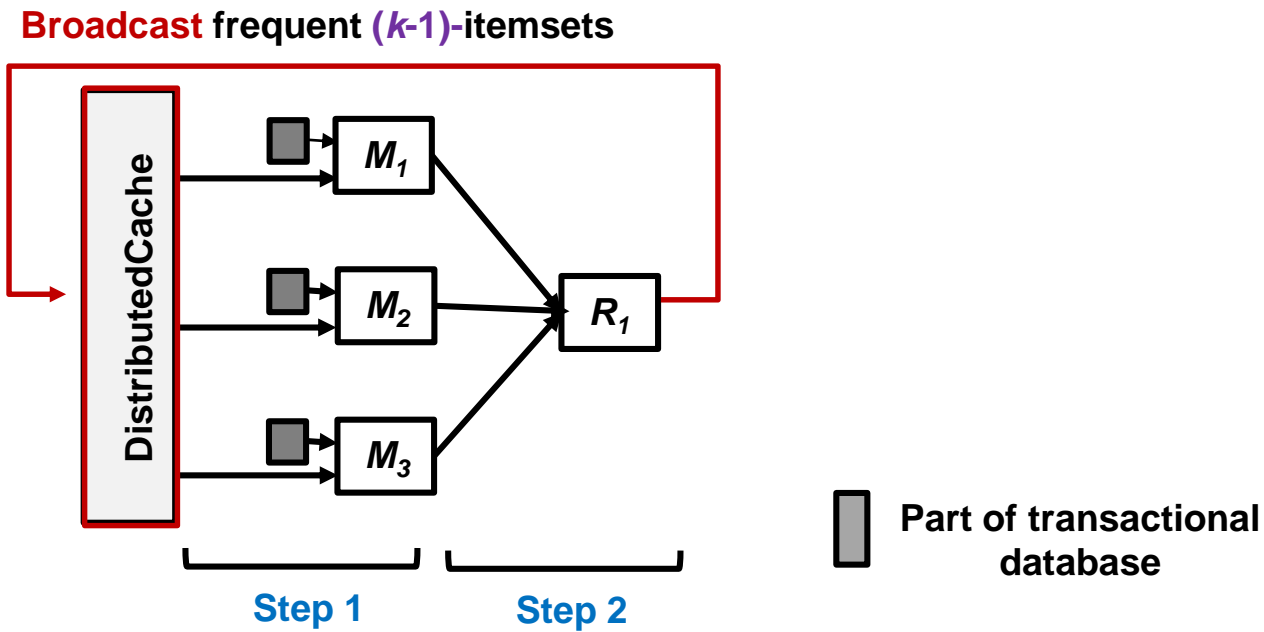 Broadcast frequent (k-1)-itemsets
DistributedCache
M1
M2
R1
M3
Part of transactional
database
Step 1
Step 2